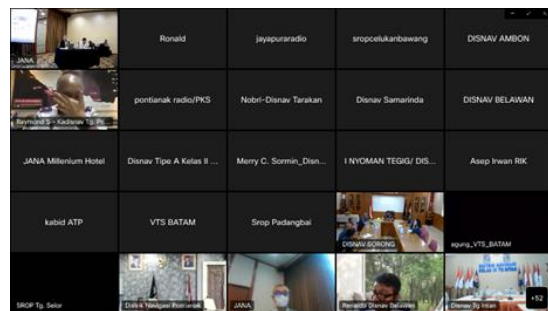 JANA
Ronald
jayapuraradio
sropcelukanbawang
DISNAV AMBON
Raymond S - Kadisnav Tg. Pi...
pontianak radio/PKS
Nobri-Disnav Tarakan
Disnav Samarinda
DISNAV BELAWAN
JANA Millenium Hotel
Disnav Tipe A Kelas II ...
Merry C. Sormin_Disn...
I NYOMAN TEGIG/ DIS...
Asep Irwan RIK
kabid ATP
VTS BATAM
Srop Padangbai
DISNAV SORONG
agung_VTS_BATAM
SROP Tg. Selor
Distrik Navigasi Pontianak
JANA
Disnav Belawan
Disnav Tg Intan
+52